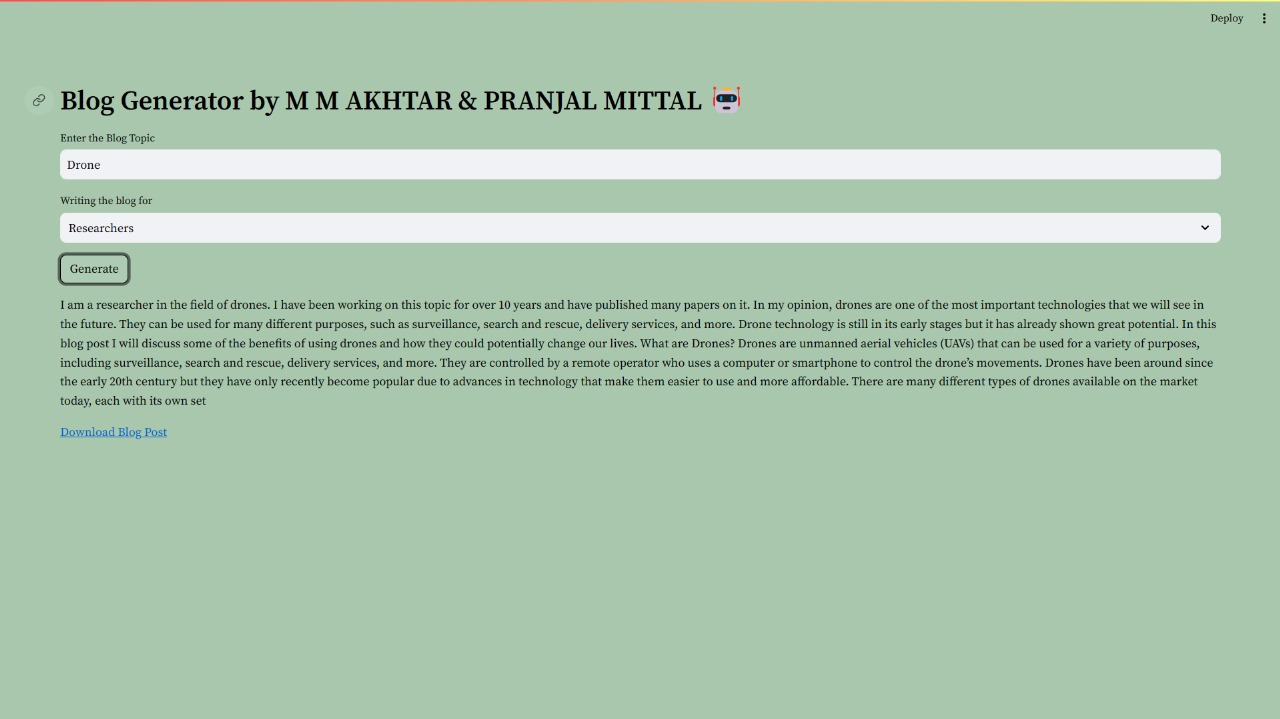 Deploy
Blog Generator by M M AKHTAR & PRANJAL MITTAL
Enter the Blog Topic
Drone
Writing the blog for
Researchers
Generate
I am a researcher in the field of drones. I have been working on this topic for over 10 years and have published many papers on it. In my opinion, drones are one of the most important technologies that we will see in
the future. They can be used for many different purposes, such as surveillance, search and rescue, delivery services, and more. Drone technology is still in its early stages but it has already shown great potential. In this
blog post I will discuss some of the benefits of using drones and how they could potentially change our lives. What are Drones? Drones are unmanned aerial vehicles (UAVs) that can be used for a variety of purposes,
including surveillance, search and rescue, delivery services, and more. They are controlled by a remote operator who uses a computer or smartphone to control the drone’s movements. Drones have been around since
the early 20th century but they have only recently become popular due to advances in technology that make them easier to use and more affordable. There are many different types of drones available on the market
today, each with its own set
Download Blog Post